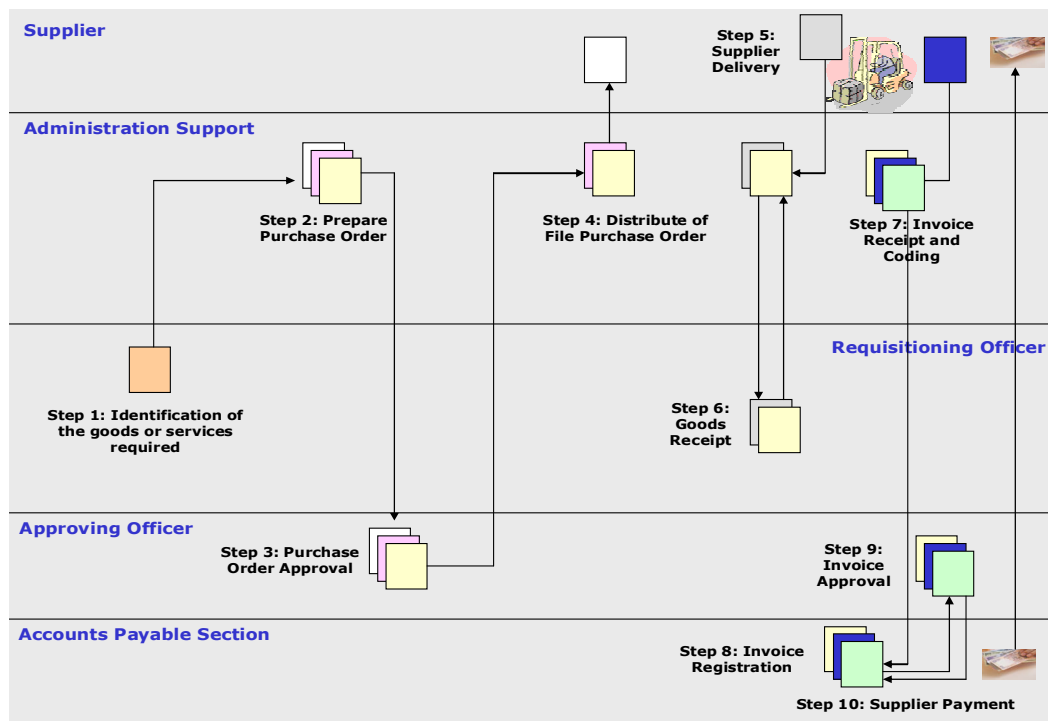 Supplier
Step 5:
Supplier
Delivery
Administration Support
Step 2: Prepare
Purchase Order
Step 4: Distribute of
File Purchase Order
Step 7: Invoice
Receipt and
Coding
Requisitioning Officer
Step 1: Identification of
the goods or services
required
Step 6:
Goods
Receipt
Approving Officer
Step 3: Purchase
Order Approval
Step 9:
Invoice
Approval
Accounts Payable Section
Step 8: Invoice
Registration
Step 10: Supplier Payment